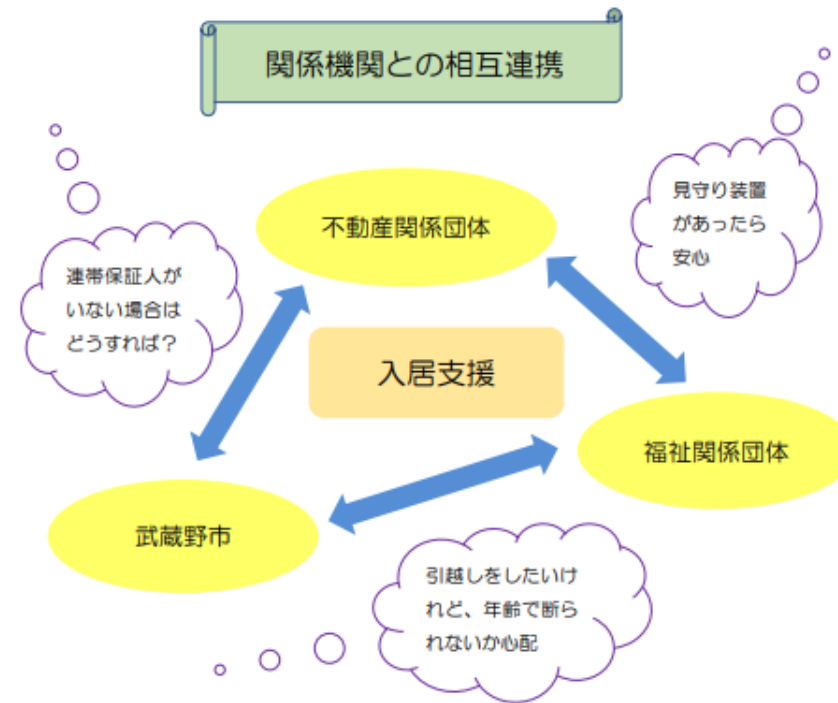 関係機関との相互連携
不動産関係団体
見守り装置
があったら
安心
連帯保証人が
いない場合は
どうすれば？
入居支援
福祉関係団体
武蔵野市
引越しをしたいけ
れど、年齢で断ら
れないか心配